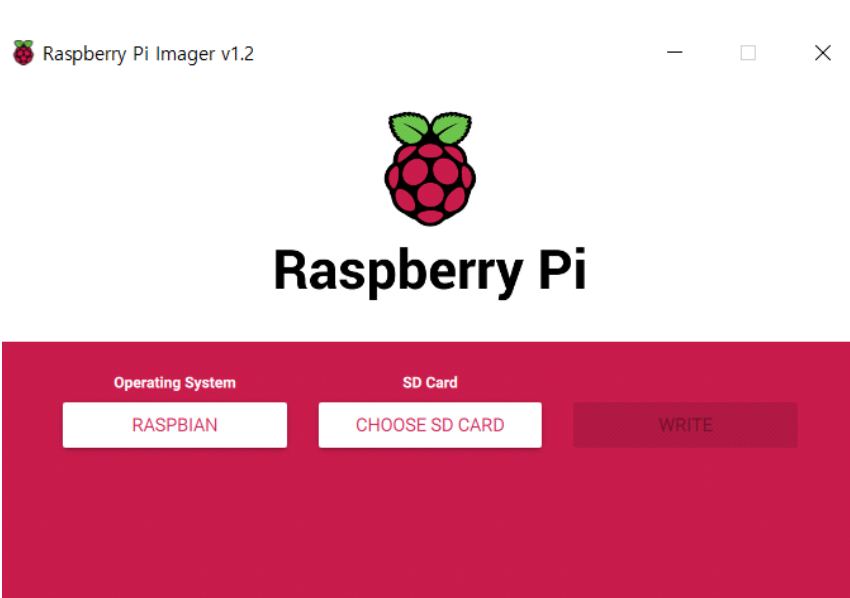 Raspberry Pi Imager v1.2
Raspberry Pi
Operating System
SD Card
RASPBIAN
CHOOSE SD CARD
WRITE